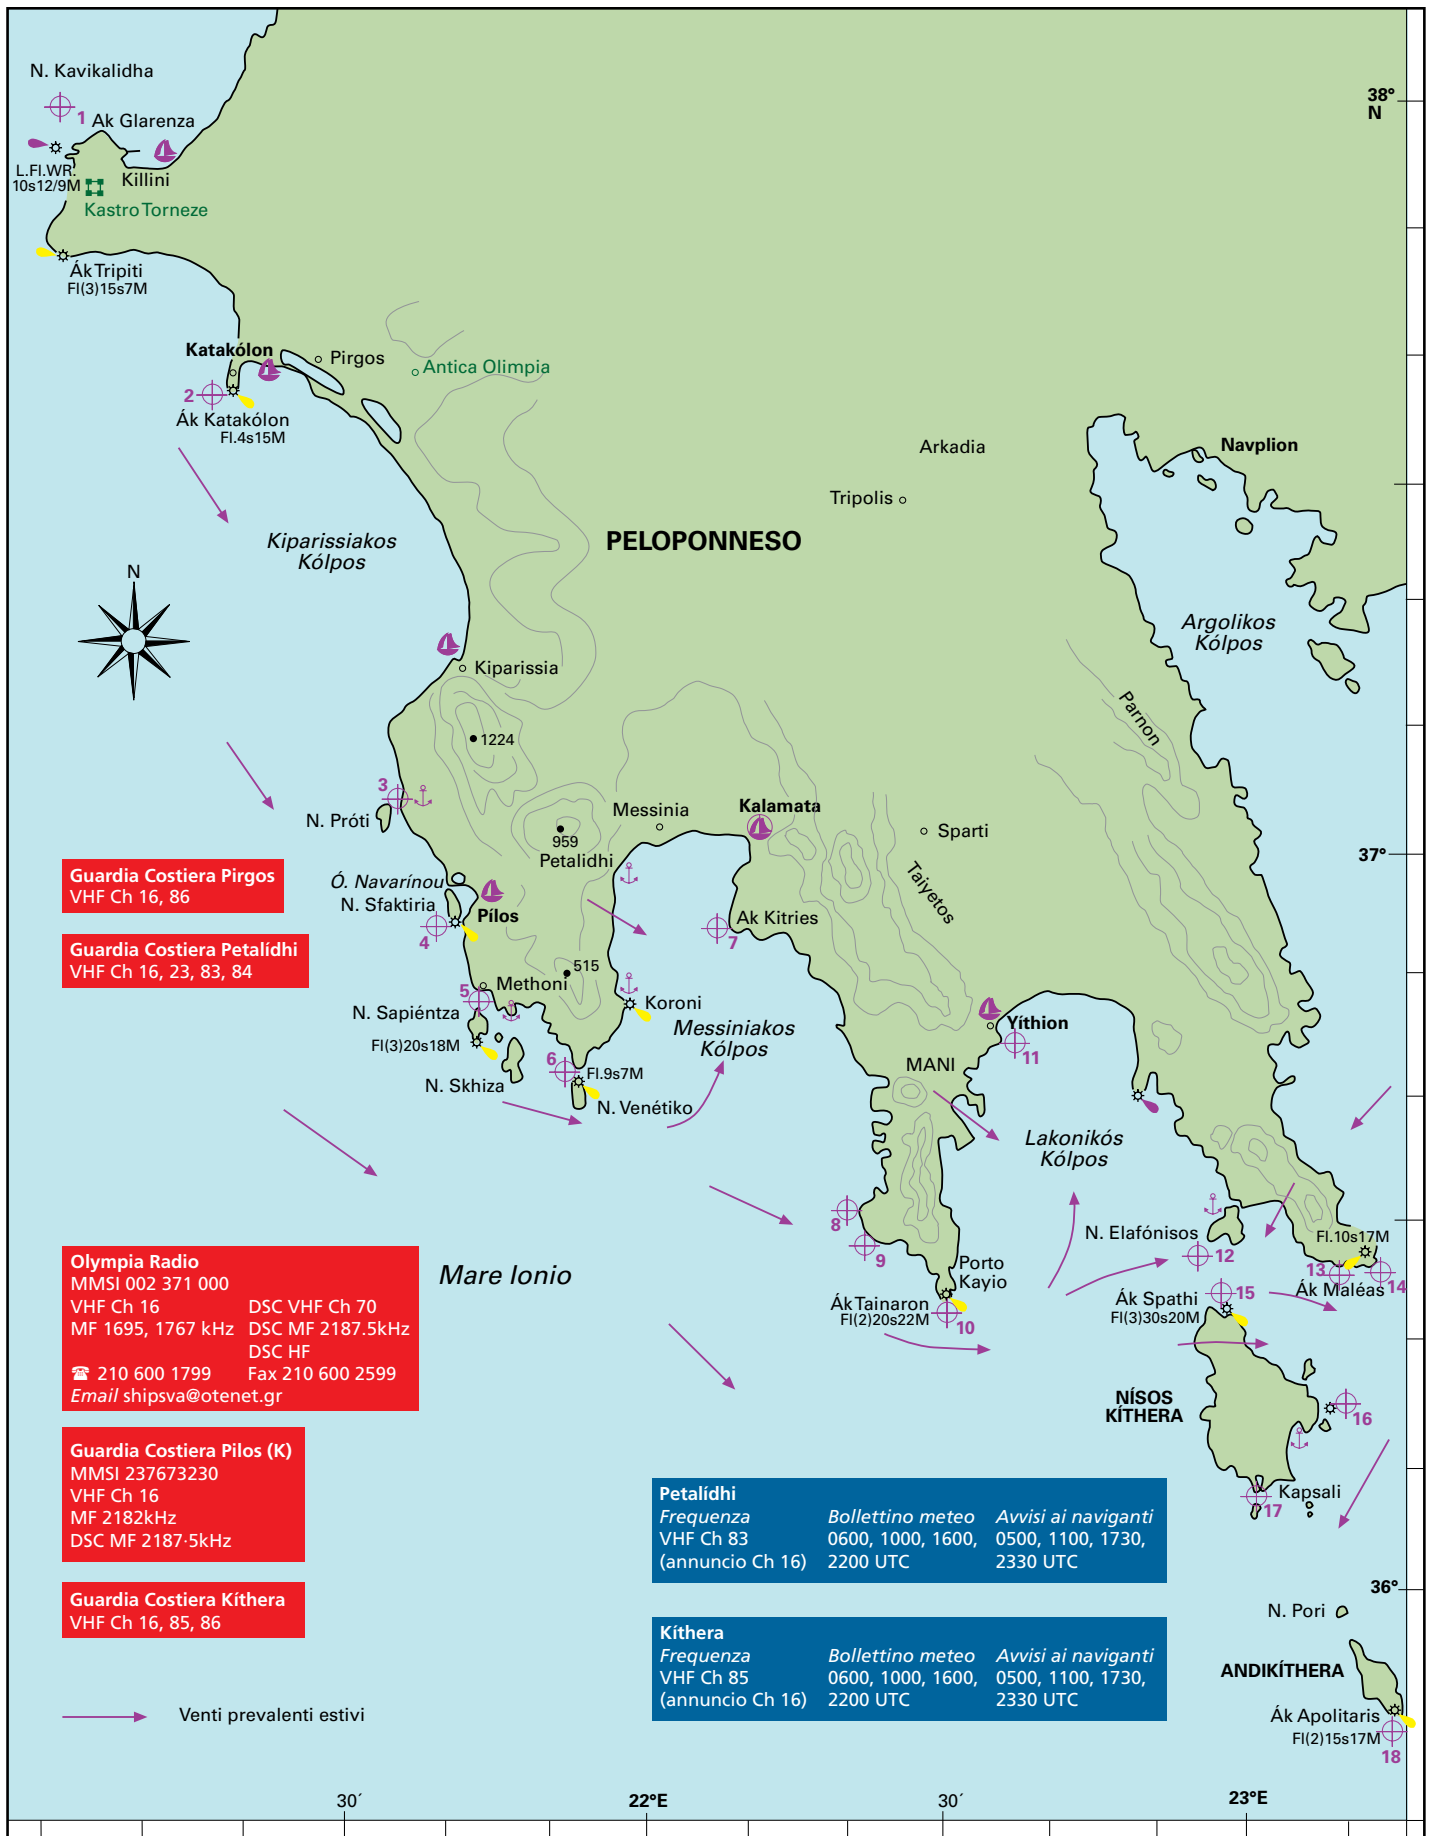 N. Kavikalidha
38°
N
1
Ak Glarenza
L.Fl.WR.
10s12/9M
Killini
Kastro Torneze
Ák Tripiti
Fl(3)15s7M
Katakólon
Pirgos
Antica Olimpia
2
Ák Katakólon
Fl.4s15M
Arkadia
Navplion
Tripolis
Kiparissiakos
Kólpos
PELOPONNESO
N
Argolikos
Kólpos
Kiparissia
Parnon
1224
3
N. Próti
Messinia
Kalamata
Sparti
959
Petalidhi
37°
Guardia Costiera Pirgos
VHF Ch 16, 86
Ó. Navarínou
N. Sfaktiria
Pílos
4
Taiyetos
Ak Kitries
7
Guardia Costiera Petalídhi
VHF Ch 16, 23, 83, 84
515
Methoni
5
N. Sapiéntza
Koroni
Fl(3)20s18M
Messiniakos
Kólpos
Yíthion
11
MANI
6
Fl.9s7M
N. Skhiza
N. Venétiko
Lakonikós
Kólpos
8
9
N. Elafónisos
12
Fl.10s17M
13
14
Ák Maléas
Olympia Radio
MMSI 002 371 000
VHF Ch 16 DSC VHF Ch 70
MF 1695, 1767 kHz DSC MF 2187.5kHz
DSC HF
☎ 210 600 1799 Fax 210 600 2599
Email shipsva@otenet.gr
Mare Ionio
Porto
Kayio
Ák Tainaron
Fl(2)20s22M
10
15
Ák Spathi
Fl(3)30s20M
NÍSOS
KÍTHERA
16
Guardia Costiera Pilos (K)
MMSI 237673230
VHF Ch 16
MF 2182kHz
DSC MF 2187·5kHz
Kapsali
17
Petalídhi
Frequenza Bollettino meteo Avvisi ai naviganti
VHF Ch 83 0600, 1000, 1600, 0500, 1100, 1730,
(annuncio Ch 16) 2200 UTC 2330 UTC
36°
Guardia Costiera Kíthera
VHF Ch 16, 85, 86
N. Pori
Kíthera
Frequenza Bollettino meteo Avvisi ai naviganti
VHF Ch 85 0600, 1000, 1600, 0500, 1100, 1730,
(annuncio Ch 16) 2200 UTC 2330 UTC
ANDIKÍTHERA
Venti prevalenti estivi
Ák Apolitaris
Fl(2)15s17M
18
30´
22°E
30´
23°E